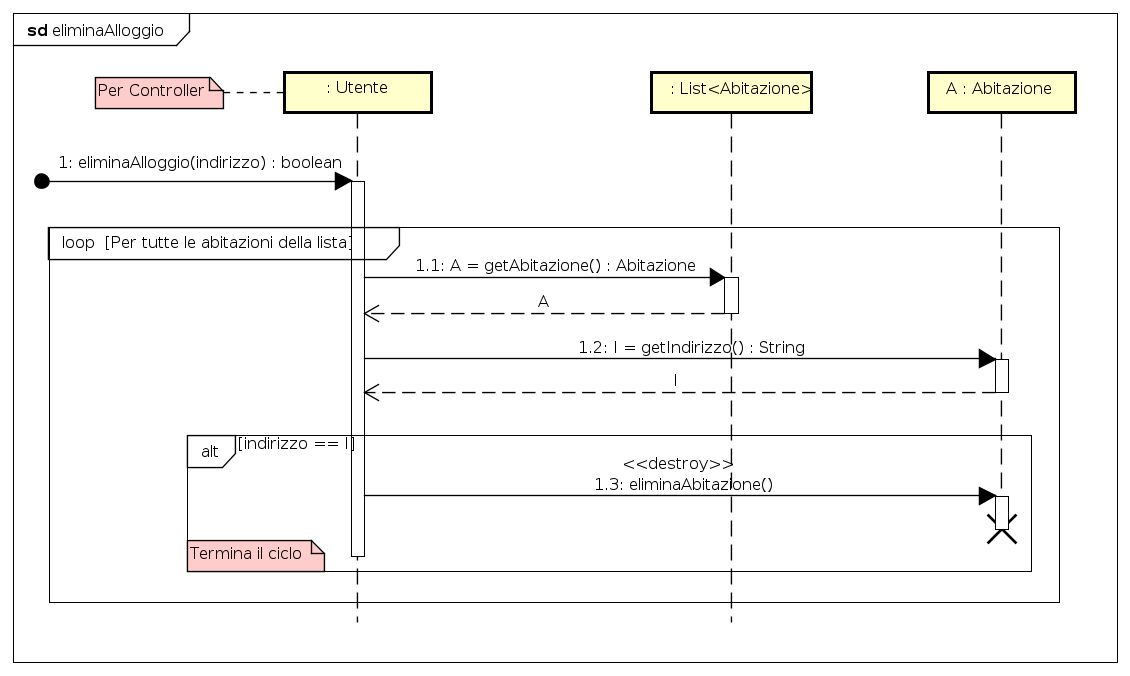 sd eliminaAlloggio
Per Controller
: Utente
: List<Abitazione>
A : Abitazione
1: eliminaAlloggio(indirizzo) : boolean
loop [Per tutte le abitazioni della lista]
1.1: A = getAbitazione() : Abitazione
A
1.2: I = getIndirizzo() : String
I
alt [indirizzo == I]
<<destroy>>
1.3: eliminaAbitazione()
Termina il ciclo